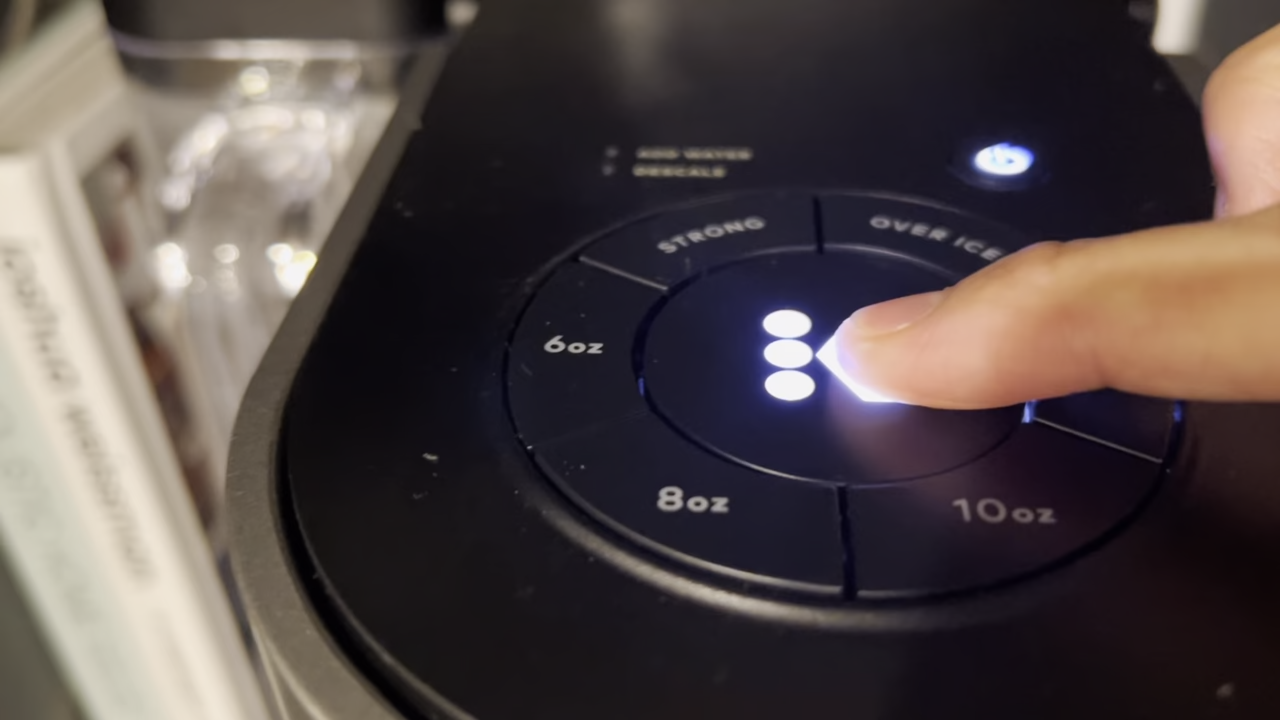 ADD WATER
DESCALE
STRONG
OVER ICE
6oz
8oz
10oz